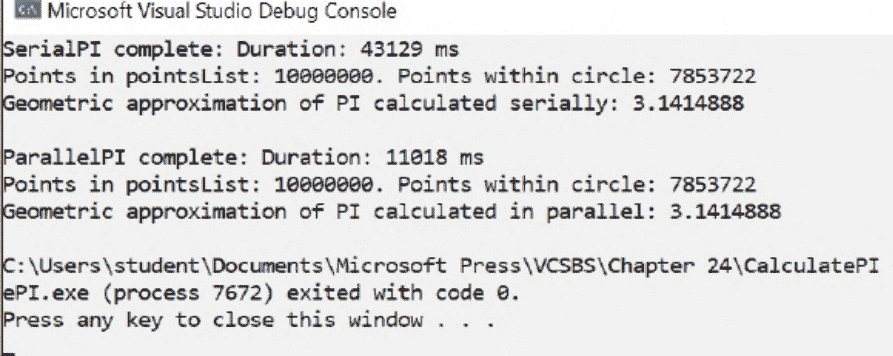 Microsoft Visual Studio Debug Console
SerialPI complete: Duration: 43129 ms
Points in pointsList: 10000000. Points within circle: 7853722
Geometric approximation of PI calculated serially: 3.1414888
ParallelPI complete: Duration: 11018 ms
Points in pointsList: 10000000. Points within circle: 7853722
Geometric approximation of PI calculated in parallel: 3.1414888
C:\Users\student\Documents\Microsoft Press\VCSBS\Chapter 24\CalculatePI
ePI.exe (process 7672) exited with code 0.
Press any key to close this window . . .